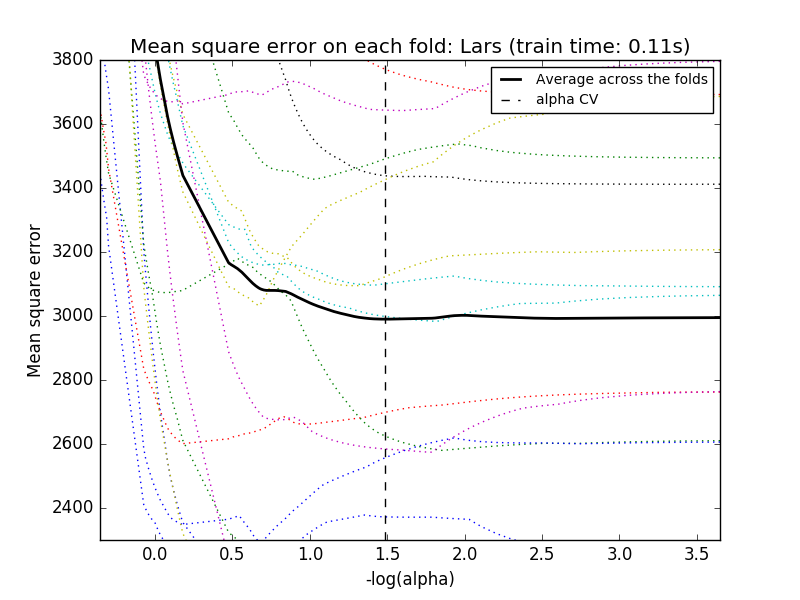 Mean square error on each fold: Lars (train time: 0.11s)
Average across the folds
alpha CV
Mean square error
3800
3600
3400
3200
3000
2800
2600
2400
0.0 0.5 1.0 1.5 2.0 2.5 3.0 3.5
-log(alpha)